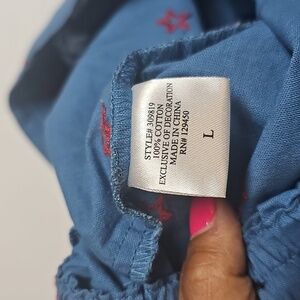 STYLE# 309819
100% COTTON
EXCLUSIVE OF DECORATION
MADE IN CHINA
RN# 129450
L